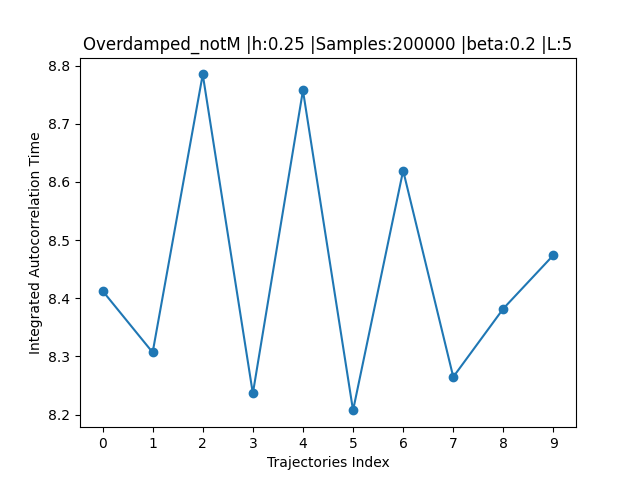 Overdamped_notM |h:0.25 |Samples:200000 |beta:0.2 |L:5
Integrated Autocorrelation Time
8.8
8.7
8.6
8.5
8.4
8.3
8.2
0 1 2 3 4 5 6 7 8 9
Trajectories Index